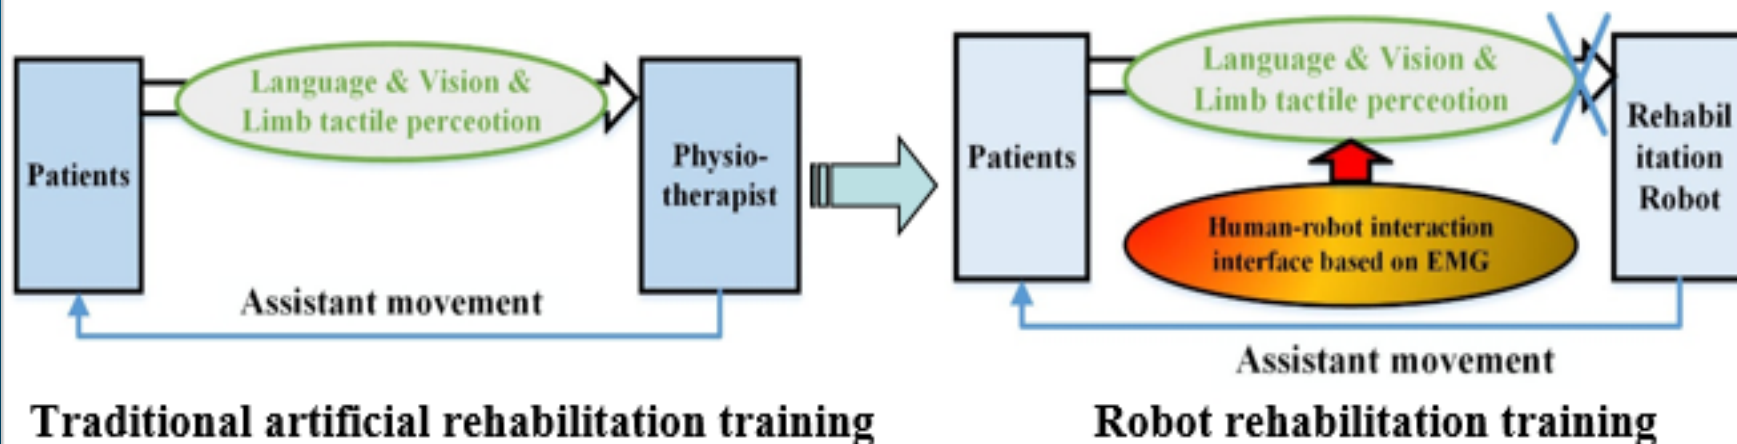 Language & Vision &
Limb tactile perceotion
Patients
Physio-
therapist
Assistant movement
Traditional artificial rehabilitation training
Language & Vision &
Limb tactile perceotion
Patients
Rehabil
itation
Robot
Human-robot interaction
interface based on EMG
Assistant movement
Robot rehabilitation training